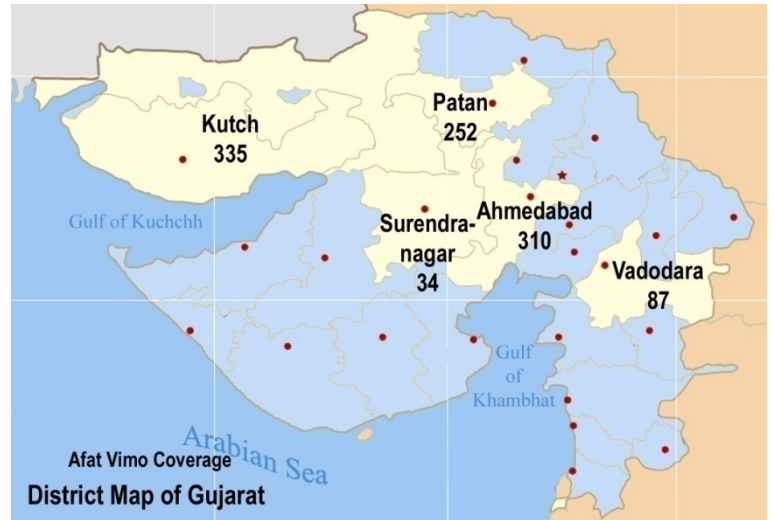 Patan
252
Kutch
335
Gulf of Kuchchh
Surendra-
nagar
34
Ahmedabad
310
Vadodara
87
Gulf
of
Khambhat
Arabian Sea
Afat Vimo Coverage
District Map of Gujarat